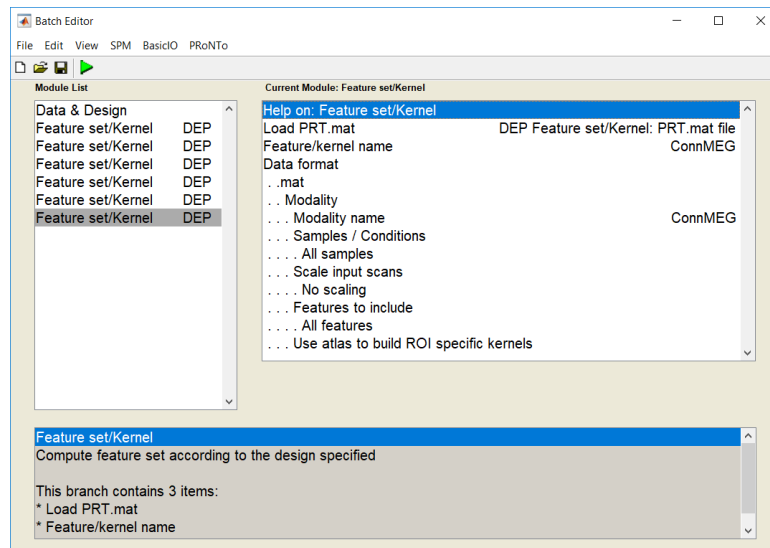 Batch Editor
File Edit View SPM BasicIO PRoNTo
Module List
Data & Design
Feature set/Kernel DEP
Feature set/Kernel DEP
Feature set/Kernel DEP
Feature set/Kernel DEP
Feature set/Kernel DEP
Feature set/Kernel DEP
Current Module: Feature set/Kernel
Help on: Feature set/Kernel
Load PRT.mat DEP Feature set/Kernel: PRT.mat file
Feature/kernel name ConnMEG
Data format
. .mat
. . Modality
. . . Modality name ConnMEG
. . . Samples / Conditions
. . . . All samples
. . . Scale input scans
. . . . No scaling
. . . Features to include
. . . . All features
. . . Use atlas to build ROI specific kernels
Feature set/Kernel
Compute feature set according to the design specified
This branch contains 3 items:
* Load PRT.mat
* Feature/kernel name